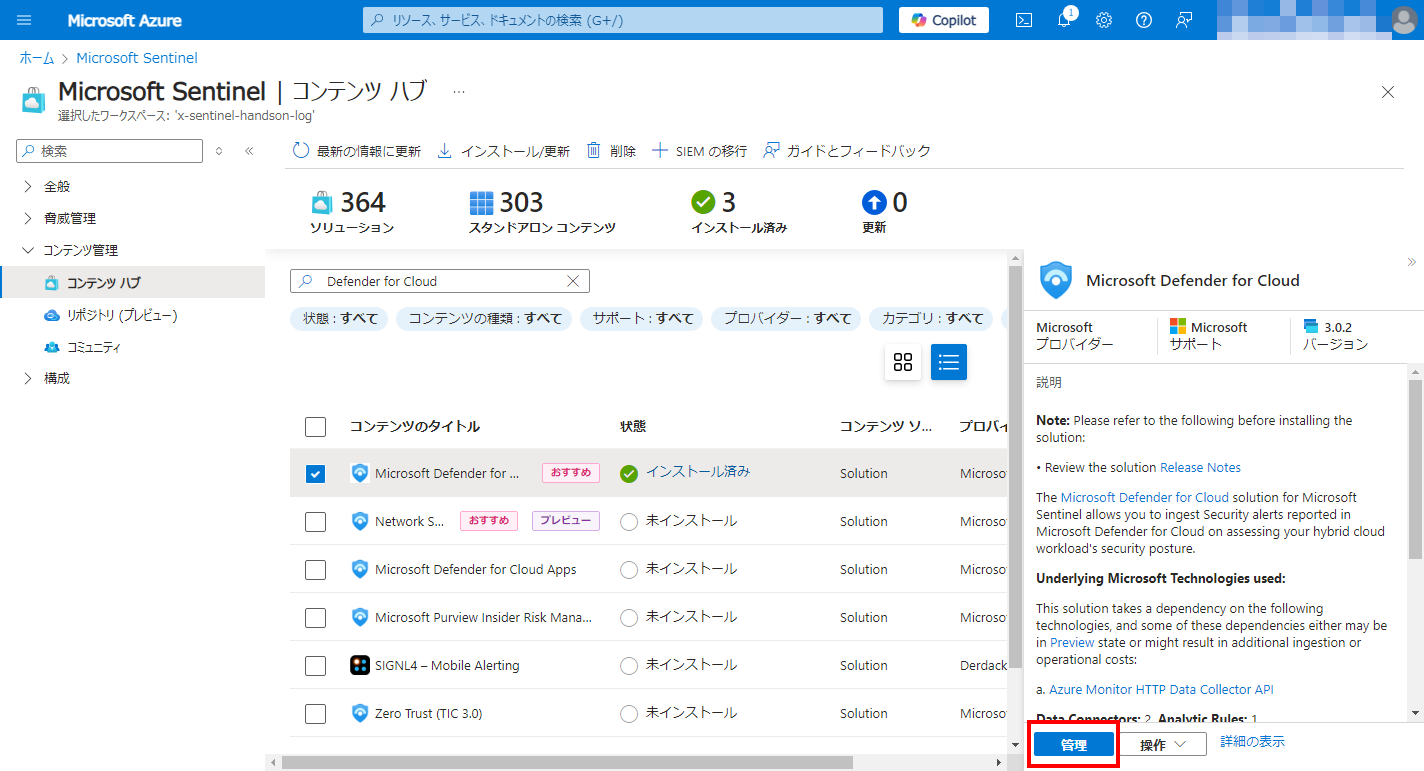 Microsoft Azure
リソース、サービス、ドキュメントの検索 (G+/)
Copilot
1
ホーム > Microsoft Sentinel
Microsoft Sentinel | コンテンツ ハブ ...
選択したワークスペース: 'x-sentinel-handson-log'
検索
全般
脅威管理
コンテンツ管理
コンテンツ ハブ
リポジトリ (プレビュー)
コミュニティ
構成
最新の情報に更新 インストール/更新 削除 SIEM の移行 ガイドとフィードバック
364
ソリューション
303
スタンドアロン コンテンツ
3
インストール済み
0
更新
Defender for Cloud
状態 : すべて コンテンツの種類 : すべて サポート : すべて プロバイダー : すべて カテゴリ : すべて
コンテンツのタイトル 状態 コンテンツ ソ... プロバイ
Microsoft Defender for ... おすすめ インストール済み Solution Microso
Network S... おすすめ プレビュー 未インストール Solution Microso
Microsoft Defender for Cloud Apps 未インストール Solution Microso
Microsoft Purview Insider Risk Mana... 未インストール Solution Microso
SIGNL4 – Mobile Alerting 未インストール Solution Derdack
Zero Trust (TIC 3.0) 未インストール Solution Microso
Microsoft Defender for Cloud
Microsoft
プロバイダー
Microsoft
サポート
3.0.2
バージョン
説明
Note: Please refer to the following before installing the
solution:
• Review the solution Release Notes
The Microsoft Defender for Cloud solution for Microsoft
Sentinel allows you to ingest Security alerts reported in
Microsoft Defender for Cloud on assessing your hybrid cloud
workload's security posture.
Underlying Microsoft Technologies used:
This solution takes a dependency on the following
technologies, and some of these dependencies either may be
in Preview state or might result in additional ingestion or
operational costs:
a. Azure Monitor HTTP Data Collector API
Data Connectors: 2, Analytic Rules: 1
管理 操作 詳細の表示